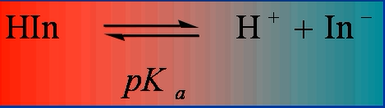 HIn ⇌ H⁺ + In⁻
pKₐ